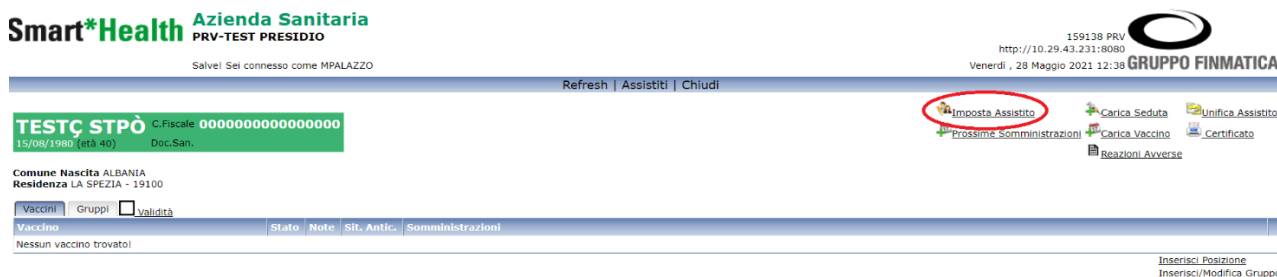 Smart*Health Azienda Sanitaria
PRV-TEST PRESIDIO
159138 PRV
http://10.29.43.231:8080
Salve! Sei connesso come MPALAZZO
Venerdì , 28 Maggio 2021 12:38 GRUPPO FINMATICA
Refresh | Assistiti | Chiudi
Imposta Assistito Carica Seduta Unifica Assistito
TESTÇ STPÒ C.Fiscale 0000000000000000
Prossime Somministrazioni Carica Vaccino Certificato
15/08/1980 (età 40) Doc.San.
Reazioni Avverse
Comune Nascita ALBANIA
Residenza LA SPEZIA - 19100
Vaccini Gruppi Validità
Vaccino Stato Note Sit. Antic. Somministrazioni
Nessun vaccino trovato!
Inserisci Posizione
Inserisci/Modifica Gruppo